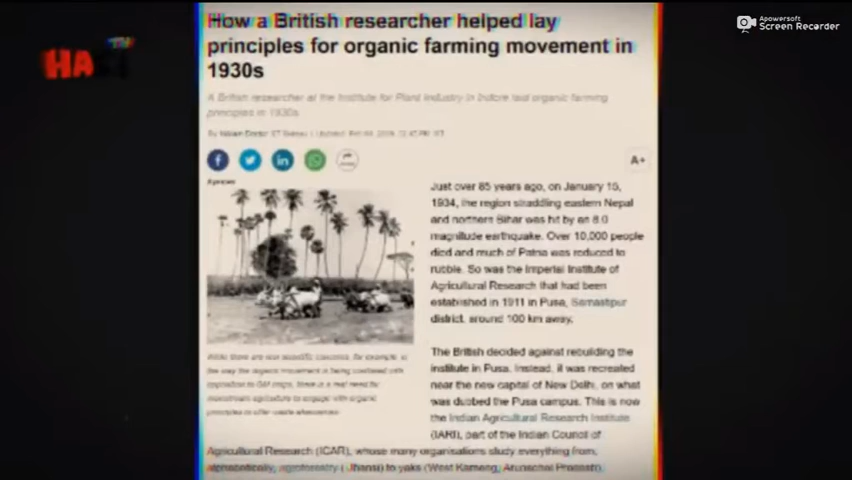 How a British researcher helped lay
principles for organic farming movement in
1930s
A British researcher at the Institute for Plant Industry in Indore laid organic farming
principles in 1930s
A+
Just over 85 years ago, on January 15,
1934, the region straddling eastern Nepal
and northern Bihar was hit by an 8.0
magnitude earthquake. Over 10,000 people
died and much of Patna was reduced to
rubble. So was the Imperial Institute of
Agricultural Research that had been
established in 1911 in Pusa, Samastipur
district, around 100 km away.
The British decided against rebuilding the
institute in Pusa. Instead, it was recreated
near the new capital of New Delhi, on what
was dubbed the Pusa campus. This is now
the Indian Agricultural Research Institute
(IARI), part of the Indian Council of
Agricultural Research (ICAR), whose many organisations study everything from,
alphabetically, agroforestry (Jhansi) to yaks (West Kameng, Arunachal Pradesh).
Apowersoft
Screen Recorder